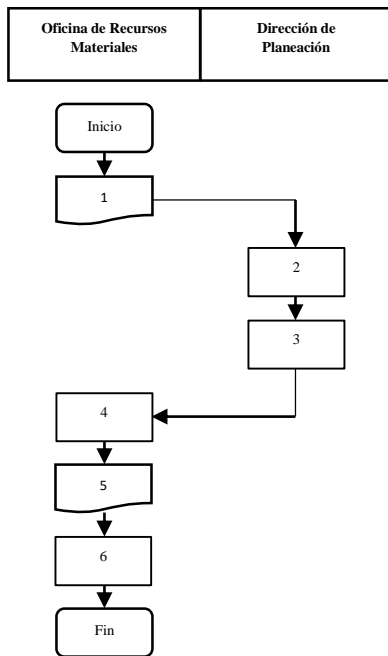 Oficina de Recursos
Materiales
Dirección de
Planeación
Inicio
1
2
3
4
5
6
Fin